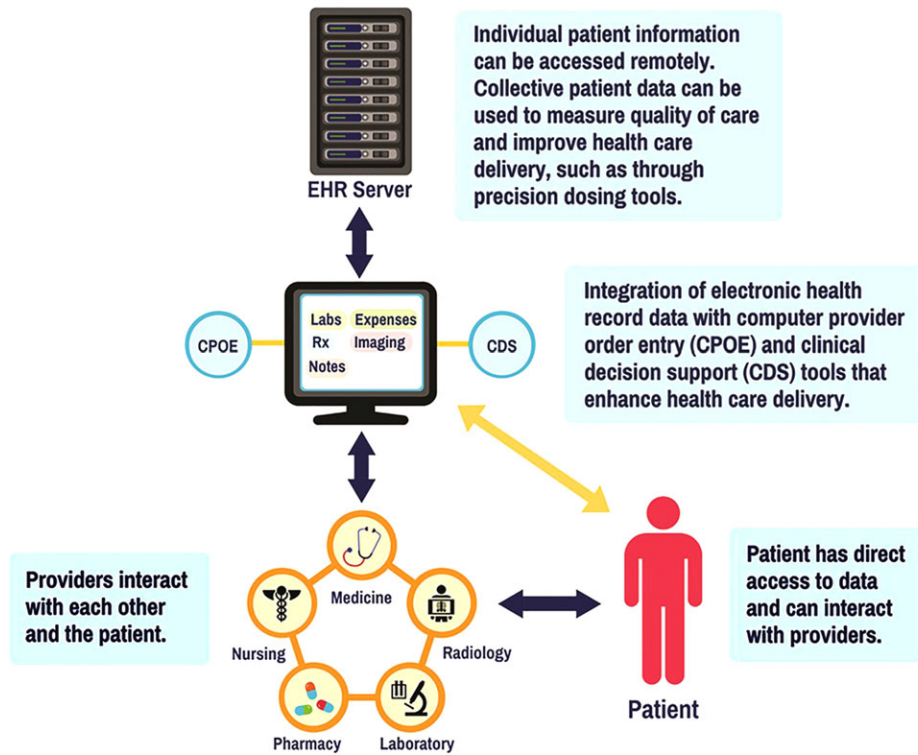 Individual patient information
can be accessed remotely.
Collective patient data can be
used to measure quality of care
and improve health care
delivery, such as through
precision dosing tools.
EHR Server
Labs Expenses
Rx Imaging
Notes
CPOE
CDS
Integration of electronic health
record data with computer provider
order entry (CPOE) and clinical
decision support (CDS) tools that
enhance health care delivery.
Providers interact
with each other
and the patient.
Medicine
Nursing
Radiology
Pharmacy
Laboratory
Patient
Patient has direct
access to data
and can interact
with providers.